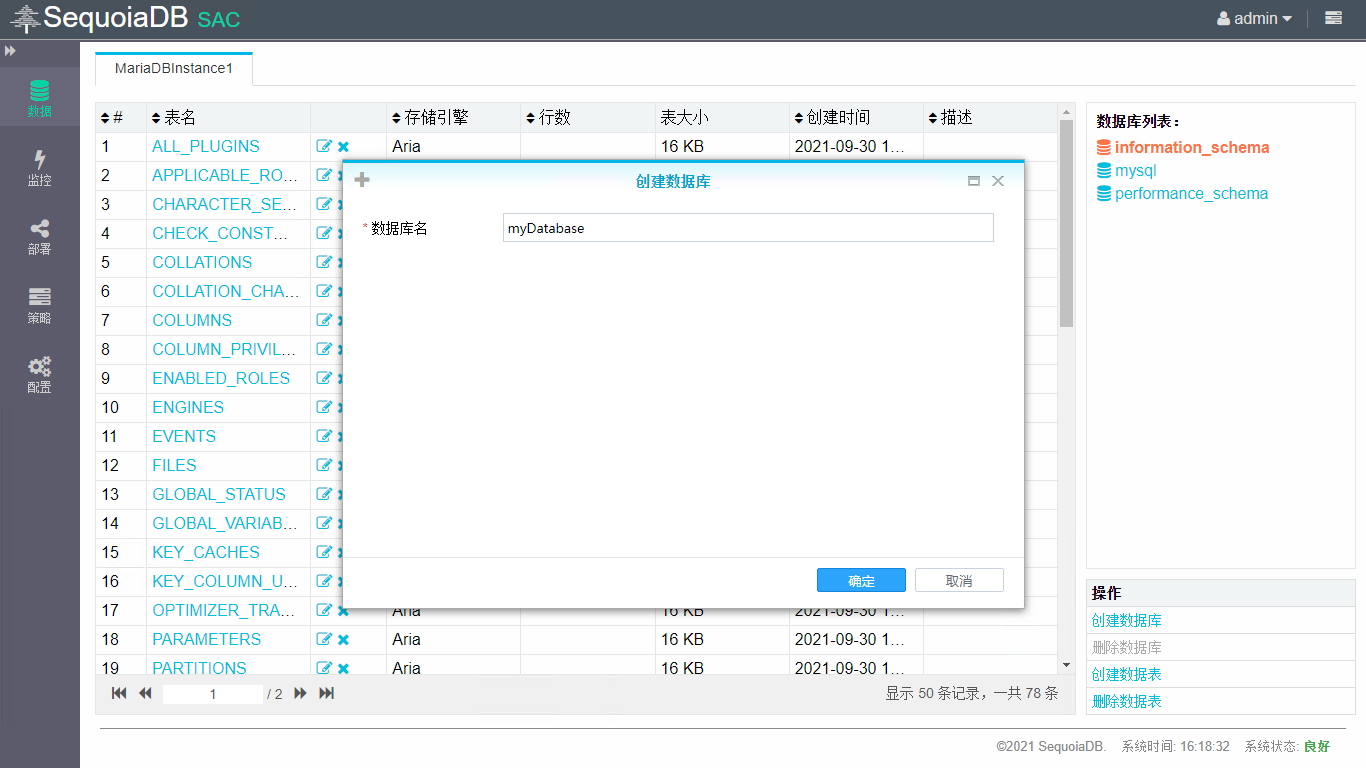 SequoiaDB SAC
admin
数据
监控
部署
策略
配置
MariaDBInstance1
# 表名 存储引擎 行数 表大小 创建时间 描述
1 ALL_PLUGINS Aria 16 KB 2021-09-30 1...
2 APPLICABLE_RO...
3 CHARACTER_SE...
4 CHECK_CONST...
5 COLLATIONS
6 COLLATION_CHA...
7 COLUMNS
8 COLUMN_PRIVIL...
9 ENABLED_ROLES
10 ENGINES
11 EVENTS
12 FILES
13 GLOBAL_STATUS
14 GLOBAL_VARIAB...
15 KEY_CACHES
16 KEY_COLUMN_U...
17 OPTIMIZER_TRA... Aria 16 KB 2021-09-30 1...
18 PARAMETERS Aria 16 KB 2021-09-30 1...
19 PARTITIONS Aria 16 KB 2021-09-30 1...
1 / 2
显示 50 条记录，一共 78 条
创建数据库
* 数据库名 myDatabase
确定 取消
数据库列表：
information_schema
mysql
performance_schema
操作
创建数据库
删除数据库
创建数据表
删除数据表
©2021 SequoiaDB. 系统时间: 16:18:32 系统状态: 良好